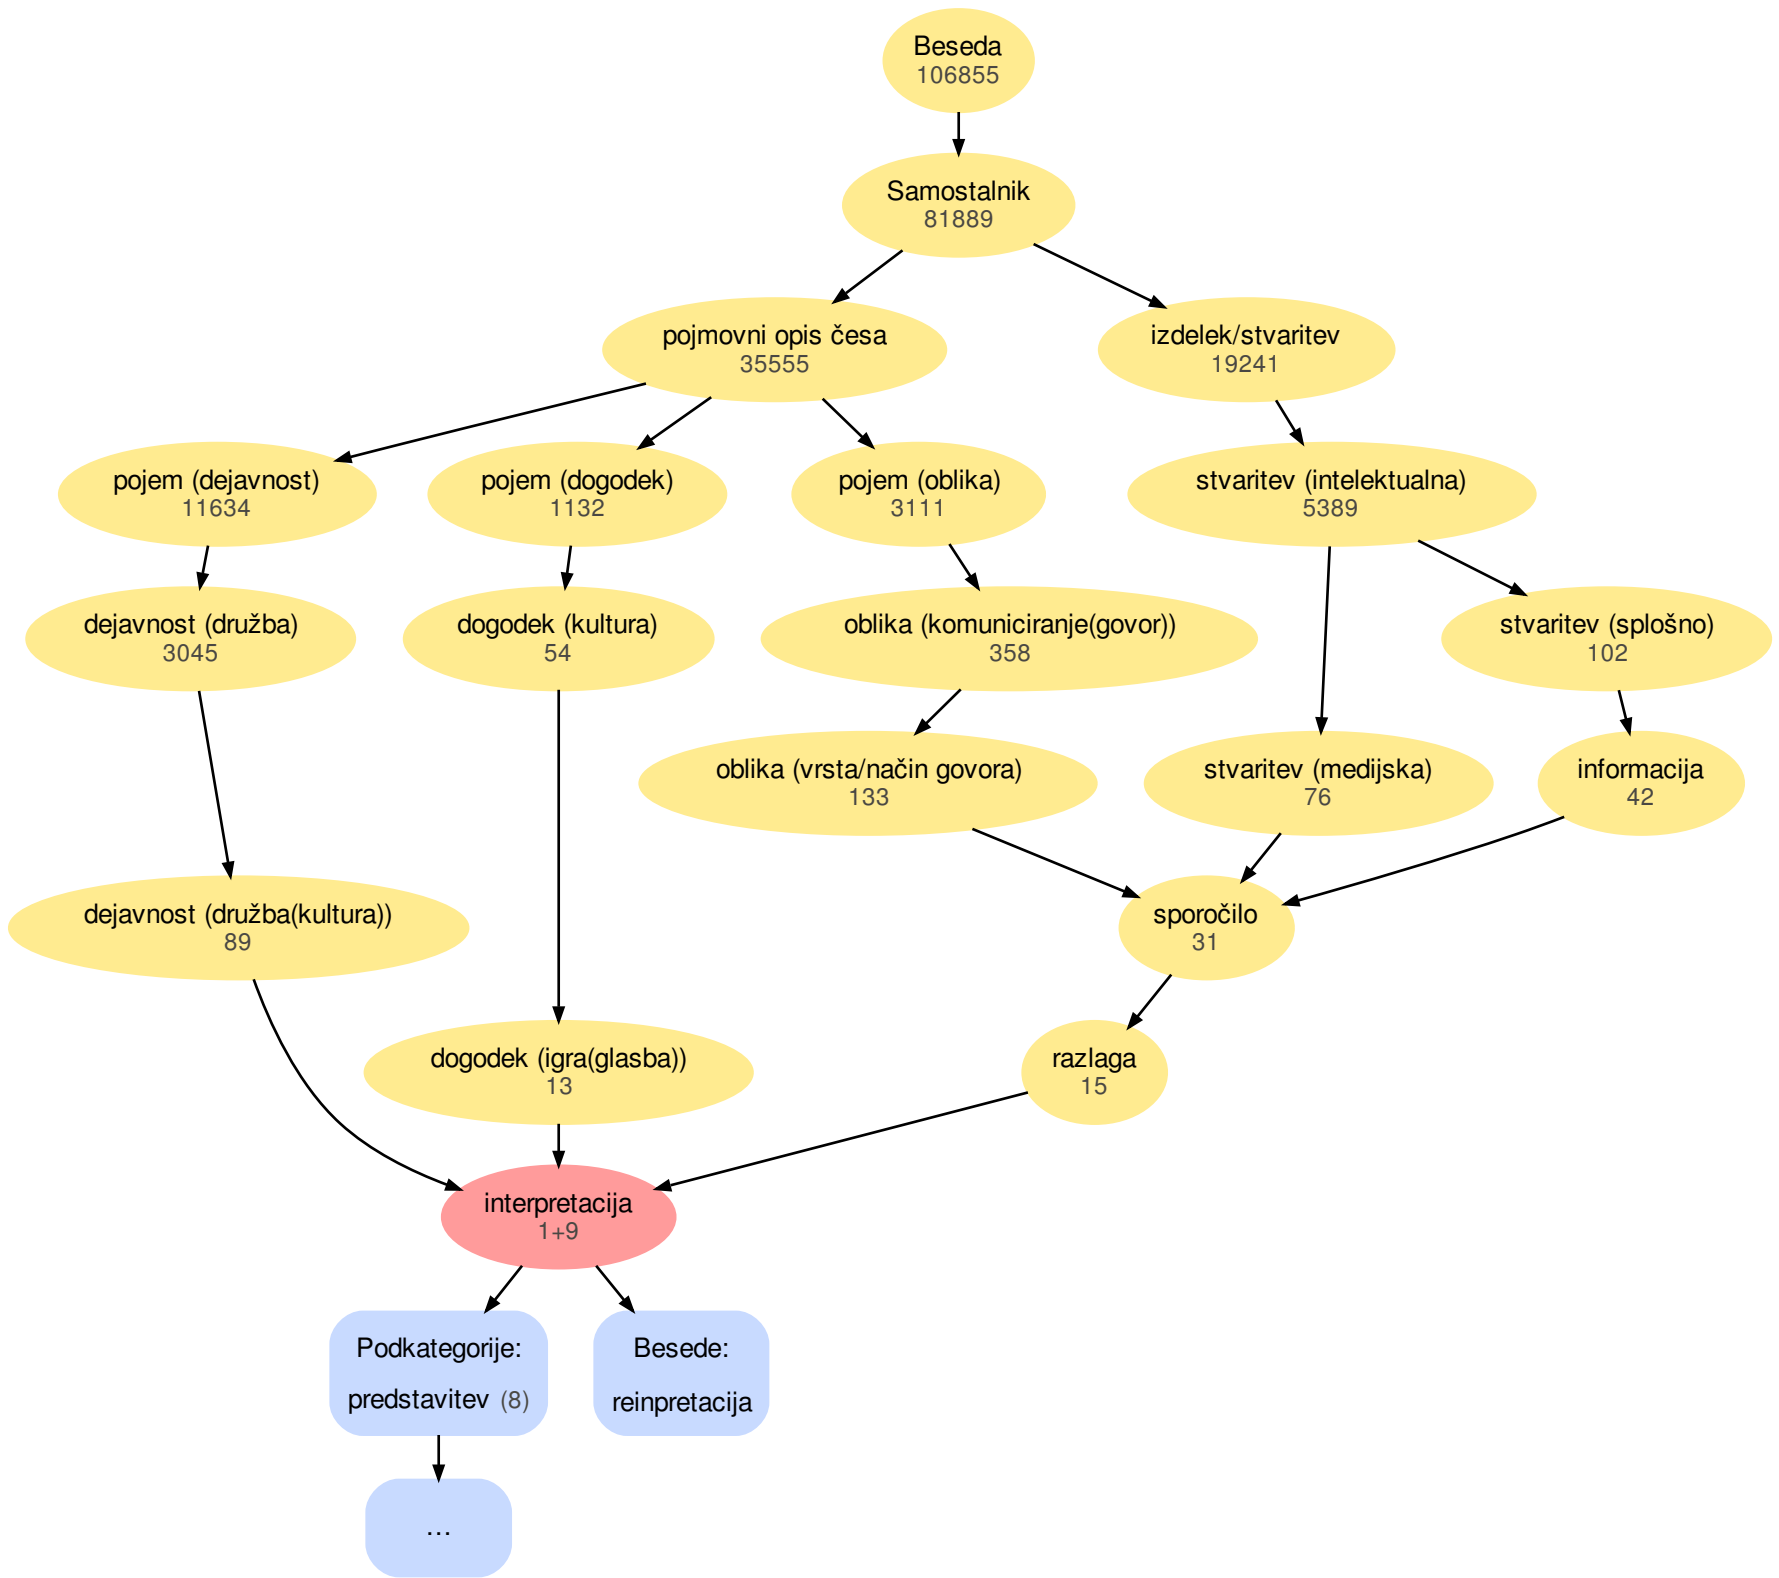 Beseda
106855
Samostalnik
81889
pojmovni opis česa
35555
izdelek/stvaritev
19241
pojem (dejavnost)
11634
pojem (dogodek)
1132
pojem (oblika)
3111
stvaritev (intelektualna)
5389
dejavnost (družba)
3045
dogodek (kultura)
54
oblika (komuniciranje(govor))
358
stvaritev (splošno)
102
oblika (vrsta/način govora)
133
stvaritev (medijska)
76
informacija
42
dejavnost (družba(kultura))
89
sporočilo
31
dogodek (igra(glasba))
13
razlaga
15
interpretacija
1+9
Podkategorije:
predstavitev (8)
Besede:
reinpretacija
...